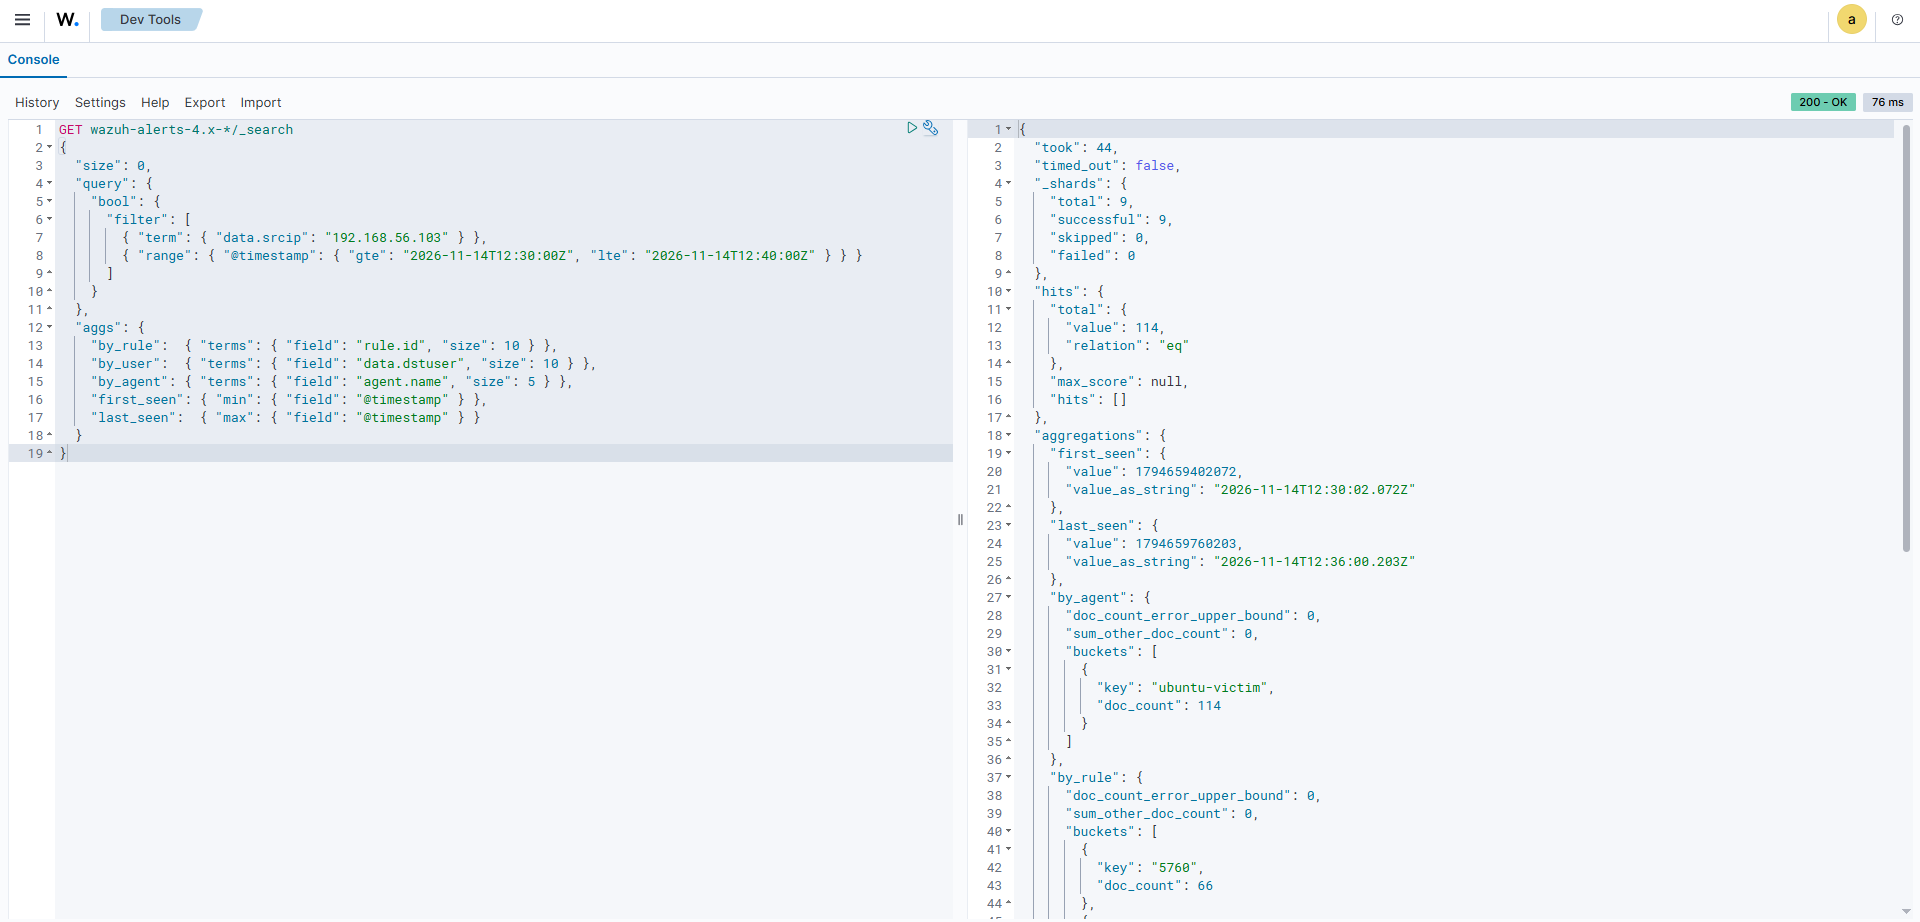 W. Dev Tools a
Console
History Settings Help Export Import 200 - OK 76 ms
1 GET wazuh-alerts-4.x-*/_search
2 {
3 "size": 0,
4 "query": {
5 "bool": {
6 "filter": [
7 { "term": { "data.srcip": "192.168.56.103" } },
8 { "range": { "@timestamp": { "gte": "2026-11-14T12:30:00Z", "lte": "2026-11-14T12:40:00Z" } } }
9 ]
10 }
11 },
12 "aggs": {
13 "by_rule":  { "terms": { "field": "rule.id", "size": 10 } },
14 "by_user":  { "terms": { "field": "data.dstuser", "size": 10 } },
15 "by_agent": { "terms": { "field": "agent.name", "size": 5 } },
16 "first_seen": { "min": { "field": "@timestamp" } },
17 "last_seen":  { "max": { "field": "@timestamp" } }
18 }
19 }
1 {
2 "took": 44,
3 "timed_out": false,
4 "_shards": {
5 "total": 9,
6 "successful": 9,
7 "skipped": 0,
8 "failed": 0
9 },
10 "hits": {
11 "total": {
12 "value": 114,
13 "relation": "eq"
14 },
15 "max_score": null,
16 "hits": []
17 },
18 "aggregations": {
19 "first_seen": {
20 "value": 1794659402072,
21 "value_as_string": "2026-11-14T12:30:02.072Z"
22 },
23 "last_seen": {
24 "value": 1794659760203,
25 "value_as_string": "2026-11-14T12:36:00.203Z"
26 },
27 "by_agent": {
28 "doc_count_error_upper_bound": 0,
29 "sum_other_doc_count": 0,
30 "buckets": [
31 {
32 "key": "ubuntu-victim",
33 "doc_count": 114
34 }
35 ]
36 },
37 "by_rule": {
38 "doc_count_error_upper_bound": 0,
39 "sum_other_doc_count": 0,
40 "buckets": [
41 {
42 "key": "5760",
43 "doc_count": 66
44 },